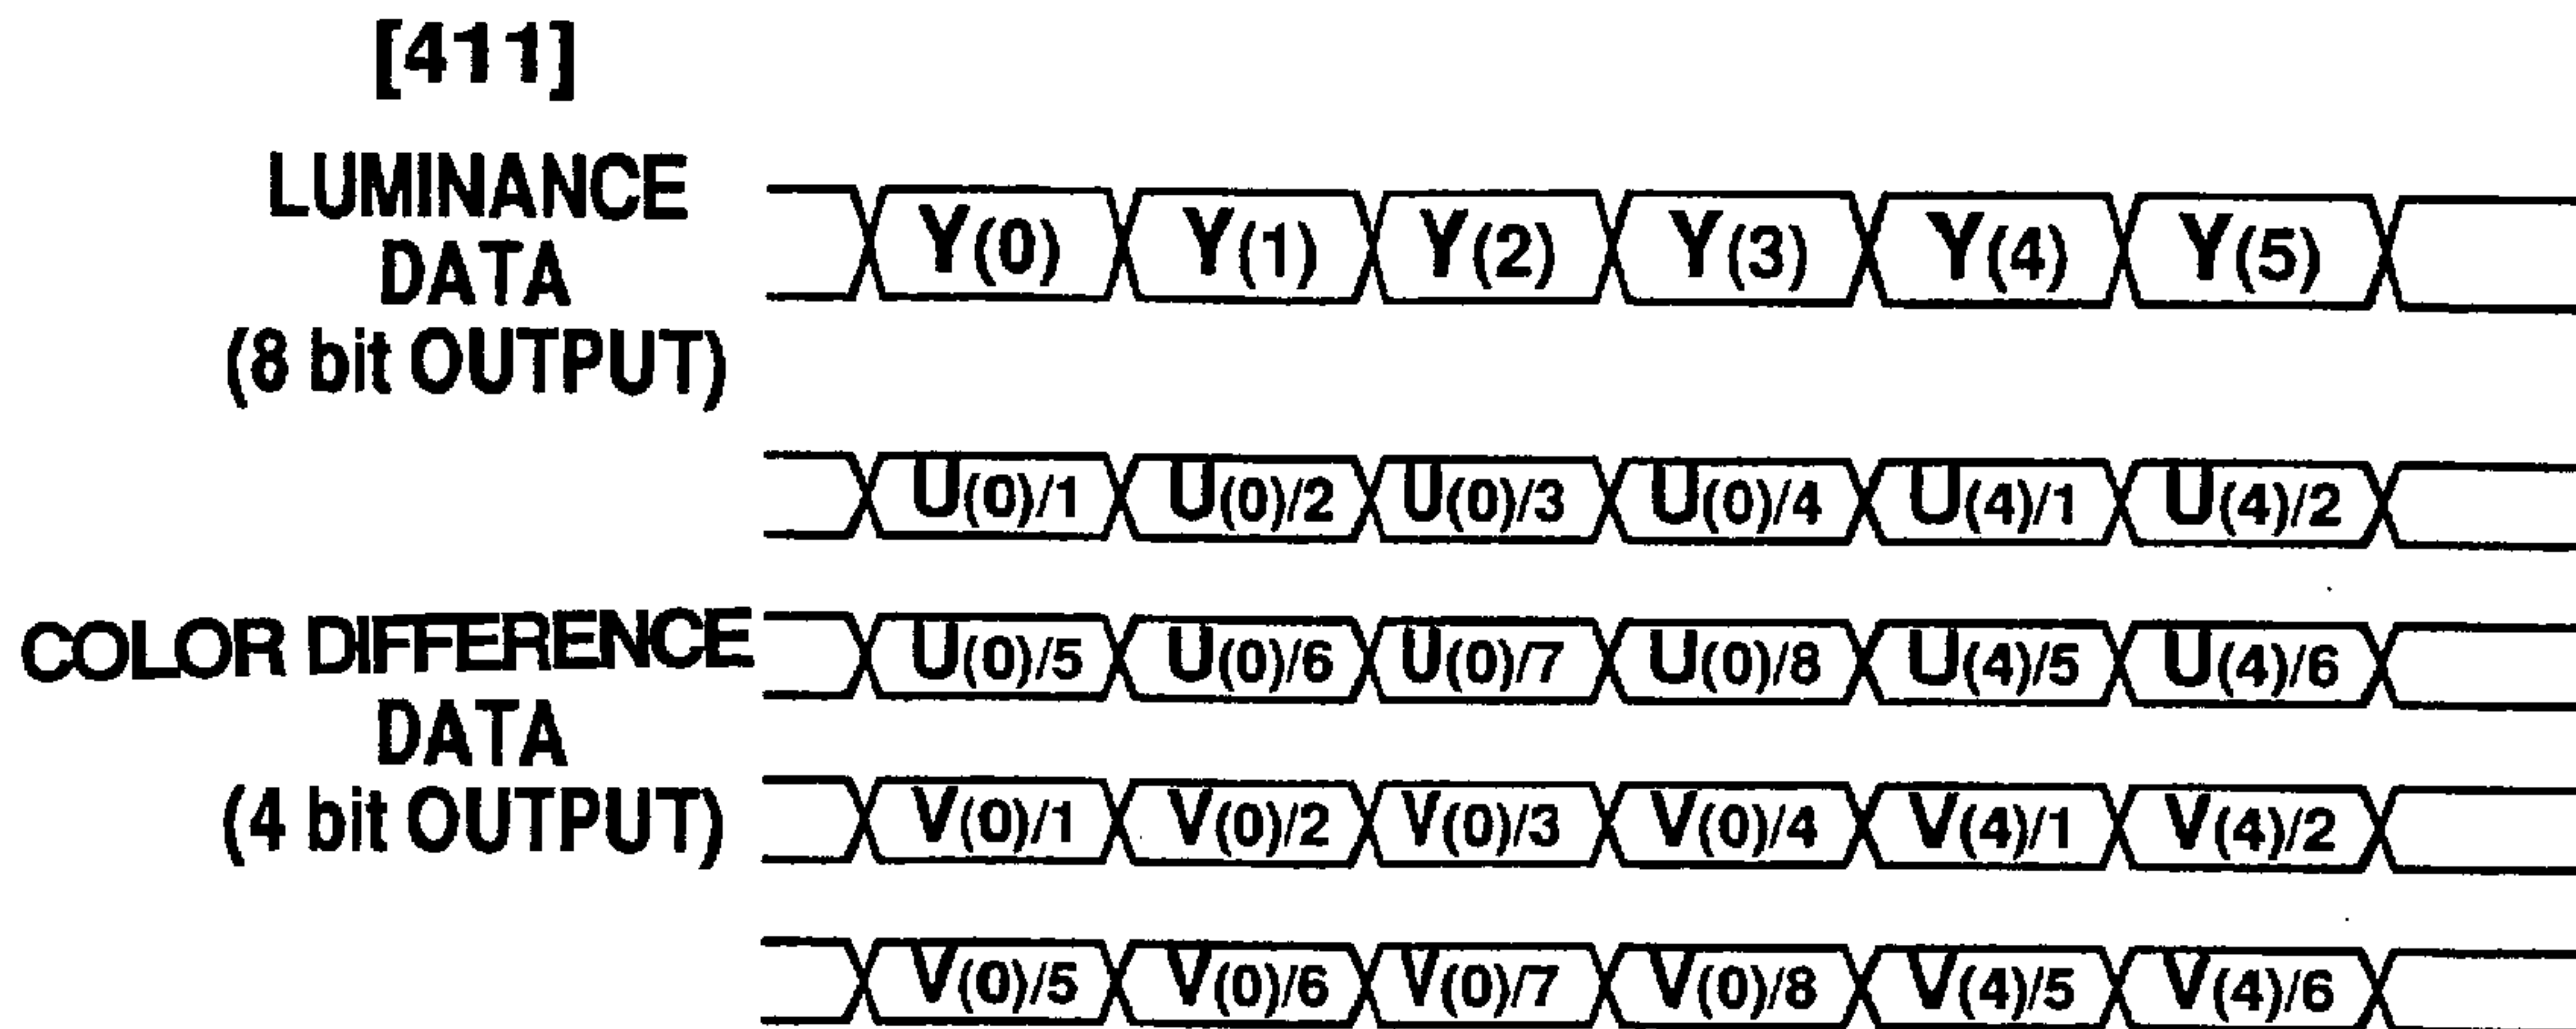 [411]
LUMINANCE
DATA
(8 bit OUTPUT)
Y(0) Y(1) Y(2) Y(3) Y(4) Y(5)
U(0)/1 U(0)/2 U(0)/3 U(0)/4 U(4)/1 U(4)/2
COLOR DIFFERENCE
DATA
(4 bit OUTPUT)
U(0)/5 U(0)/6 U(0)/7 U(0)/8 U(4)/5 U(4)/6
V(0)/1 V(0)/2 V(0)/3 V(0)/4 V(4)/1 V(4)/2
V(0)/5 V(0)/6 V(0)/7 V(0)/8 V(4)/5 V(4)/6